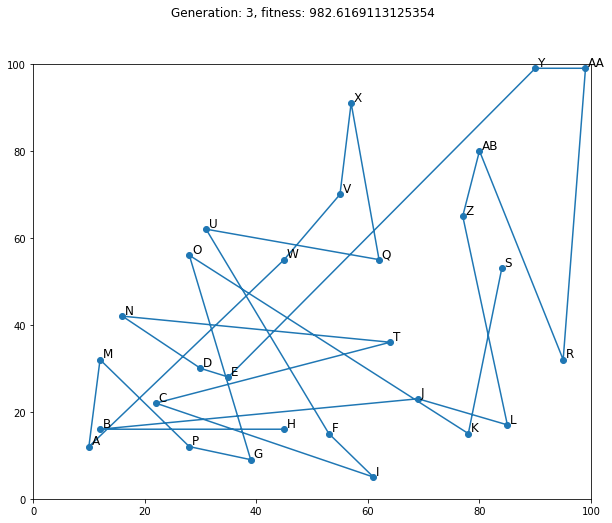 Generation: 3, fitness: 982.6169113125354
100
Y
AA
X
80
AB
V
Z
U
60
O
W
Q
S
N
40
T
M
R
D
E
20
C
J
B
H
F
K
L
A
P
G
I
0
0
20
40
60
80
100